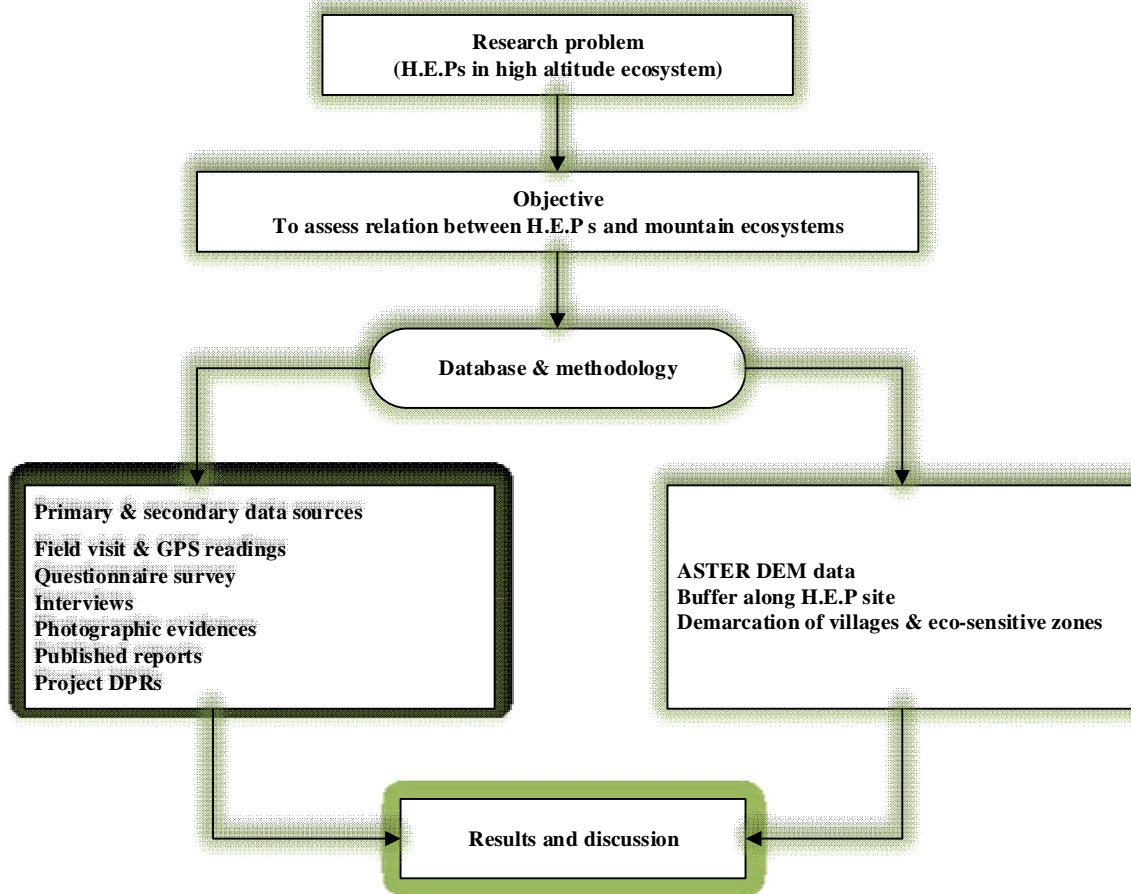 Research problem
(H.E.Ps in high altitude ecosystem)
Objective
To assess relation between H.E.P s and mountain ecosystems
Database & methodology
Primary & secondary data sources
Field visit & GPS readings
Questionnaire survey
Interviews
Photographic evidences
Published reports
Project DPRs
ASTER DEM data
Buffer along H.E.P site
Demarcation of villages & eco-sensitive zones
Results and discussion